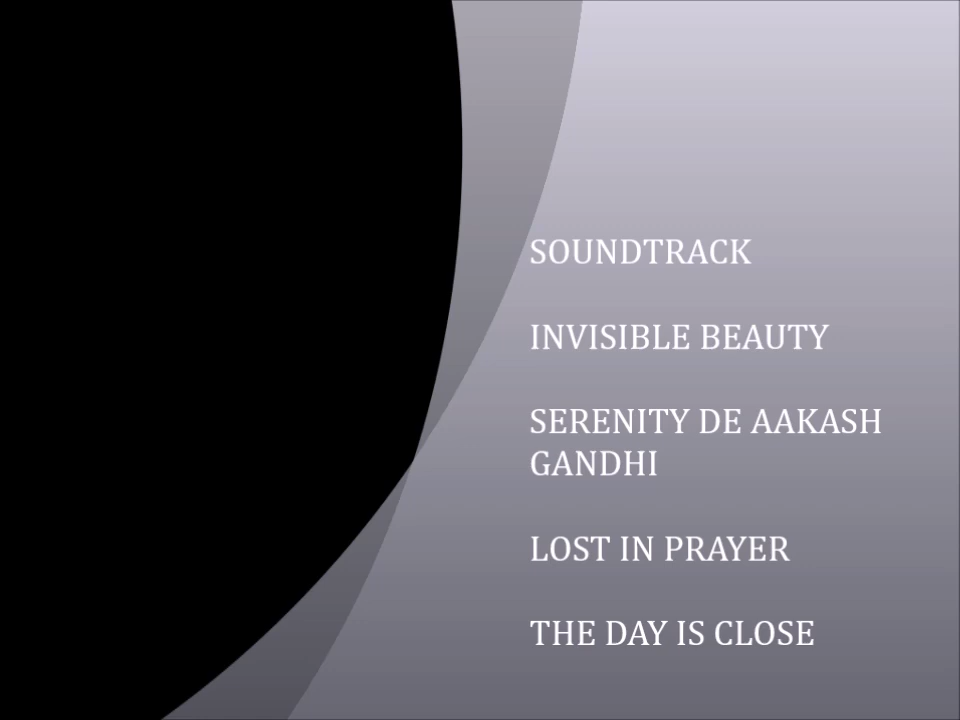 SOUNDTRACK
INVISIBLE BEAUTY
SERENITY DE AAKASH
GANDHI
LOST IN PRAYER
THE DAY IS CLOSE